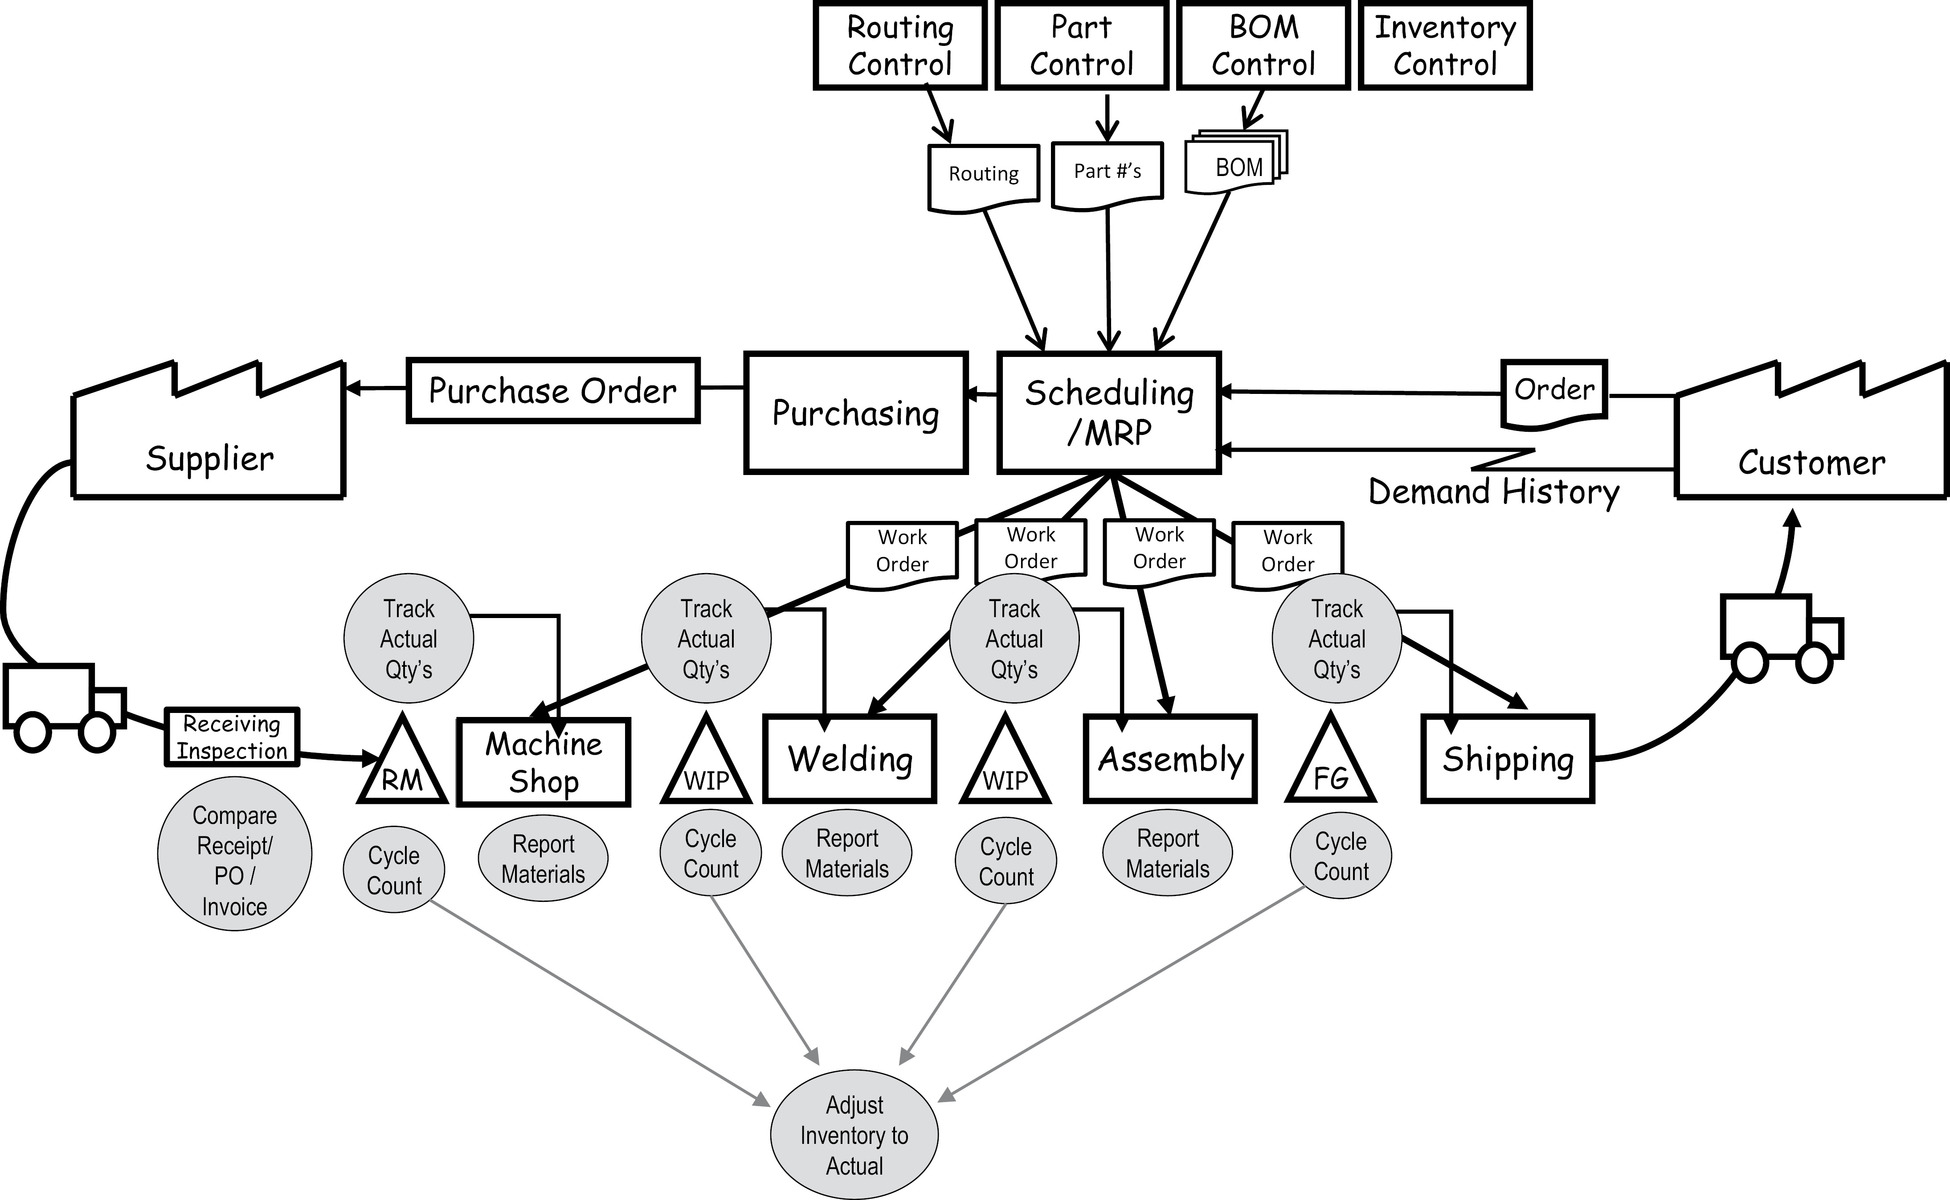 Routing
Control
Part
Control
BOM
Control
Inventory
Control
Routing
Part #'s
BOM
Supplier
Purchase Order
Purchasing
Scheduling
/MRP
Order
Demand History
Customer
Work
Order
Work
Order
Work
Order
Work
Order
Track
Actual
Qty's
Track
Actual
Qty's
Track
Actual
Qty's
Track
Actual
Qty's
Receiving
Inspection
RM
Machine
Shop
WIP
Welding
WIP
Assembly
FG
Shipping
Compare
Receipt/
PO /
Invoice
Cycle
Count
Report
Materials
Cycle
Count
Report
Materials
Cycle
Count
Report
Materials
Cycle
Count
Adjust
Inventory to
Actual